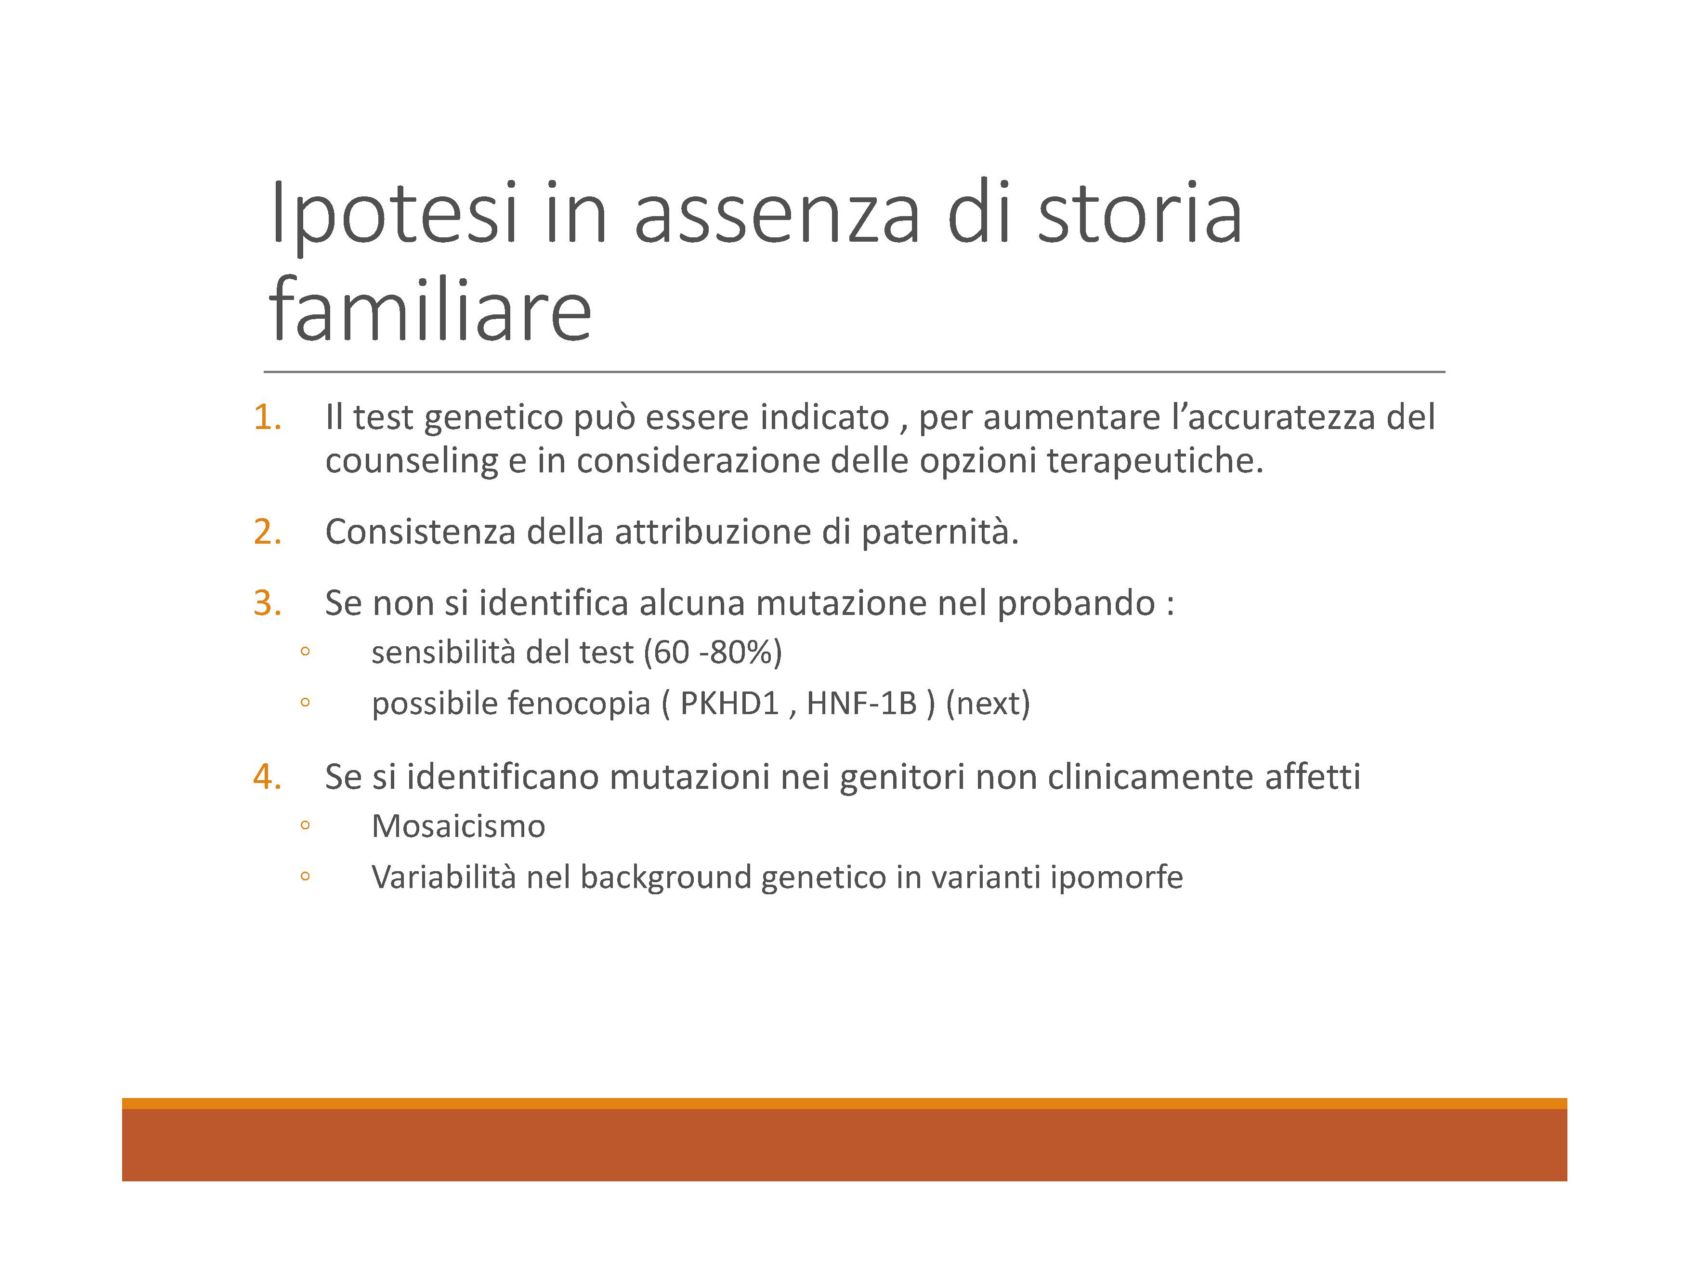 Ipotesi in assenza di storia
familiare
1. Il test genetico può essere indicato , per aumentare l’accuratezza del
counseling e in considerazione delle opzioni terapeutiche.
2. Consistenza della attribuzione di paternità.
3. Se non si identifica alcuna mutazione nel probando :
◦ sensibilità del test (60 -80%)
◦ possibile fenocopia ( PKHD1 , HNF-1B ) (next)
4. Se si identificano mutazioni nei genitori non clinicamente affetti
◦ Mosaicismo
◦ Variabilità nel background genetico in varianti ipomorfe